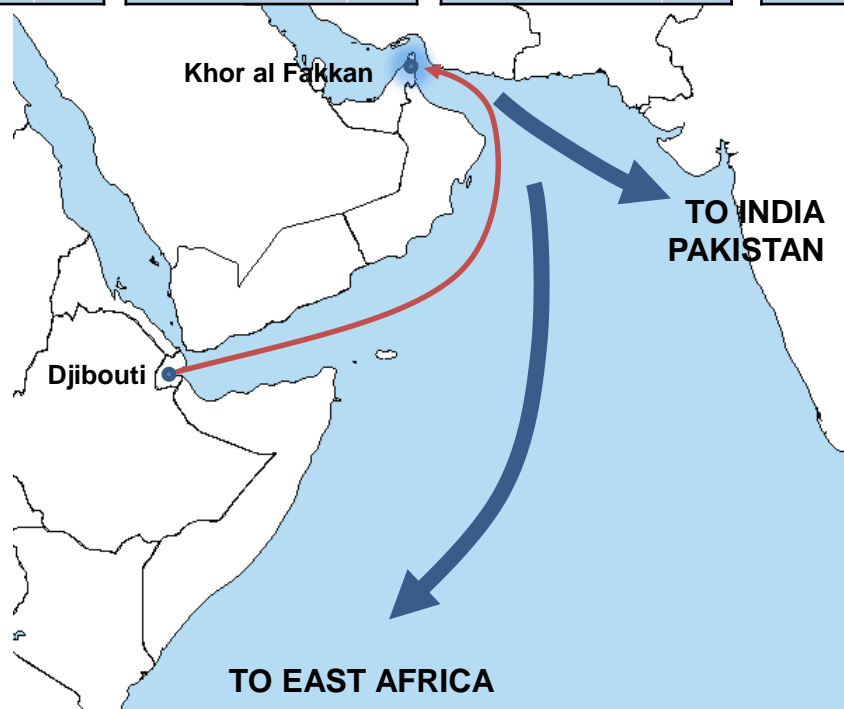 Khor al Fakkan
TO INDIA
PAKISTAN
Djibouti
TO EAST AFRICA